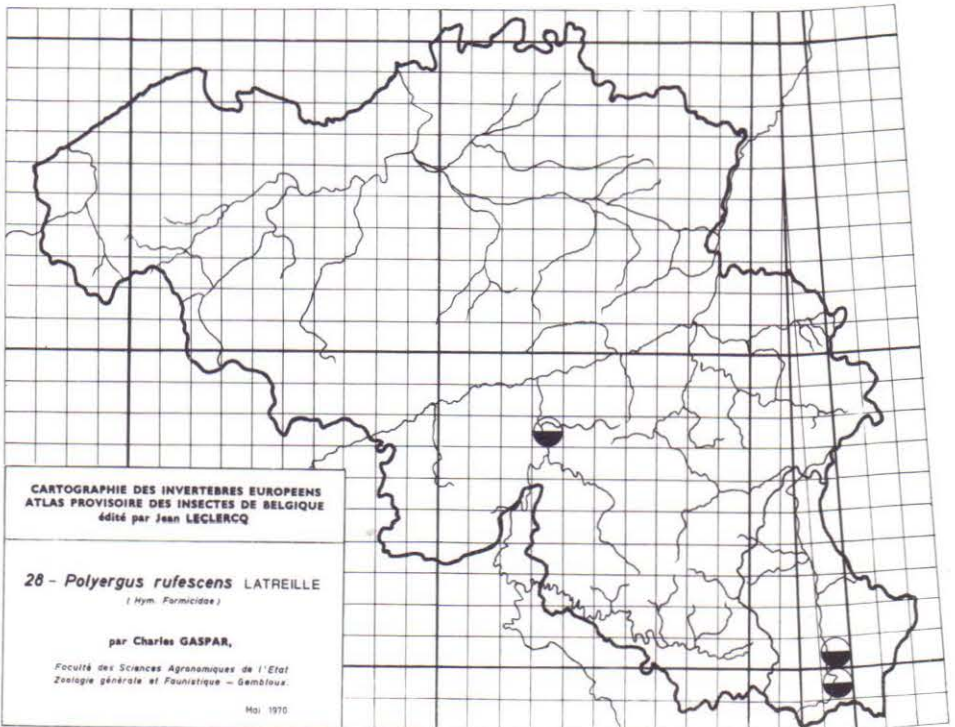 CARTOGRAPHIE DES INVERTEBRES EUROPEENS
ATLAS PROVISOIRE DES INSECTES DE BELGIQUE
édité par Jean LECLERCQ
28 - Polyergus rufescens LATREILLE
( Hym. Formicidae )
par Charles GASPAR,
Faculté des Sciences Agronomiques de l'Etat
Zoologie générale et Faunistique - Gembloux.
Mai 1970